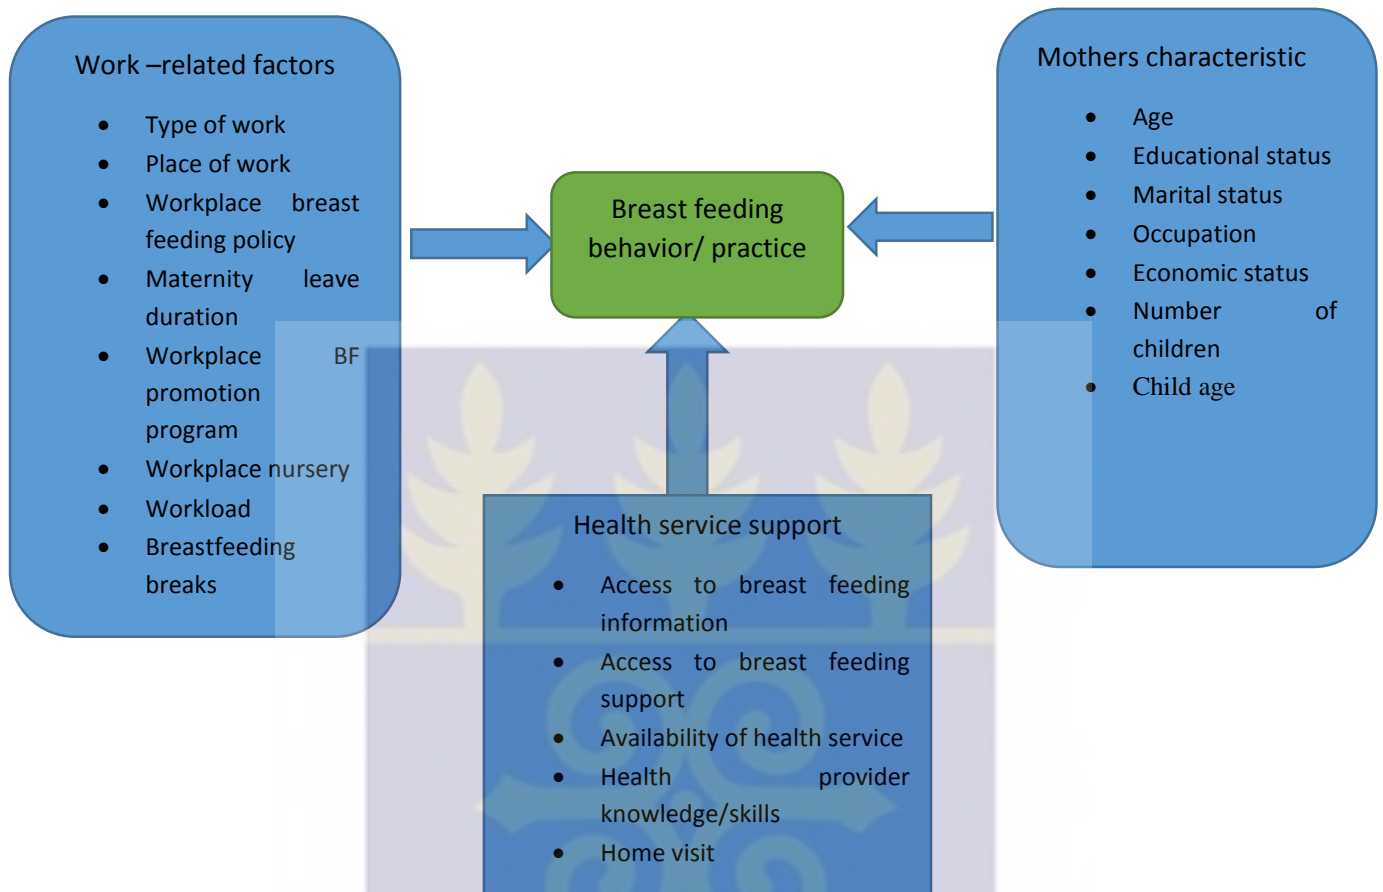 Work –related factors
• Type of work
• Place of work
• Workplace breast
feeding policy
• Maternity leave
duration
• Workplace BF
promotion
program
• Workplace nursery
• Workload
• Breastfeeding
breaks
Breast feeding
behavior/ practice
Mothers characteristic
• Age
• Educational status
• Marital status
• Occupation
• Economic status
• Number of
children
• Child age
Health service support
• Access to breast feeding
information
• Access to breast feeding
support
• Availability of health service
• Health provider
knowledge/skills
• Home visit